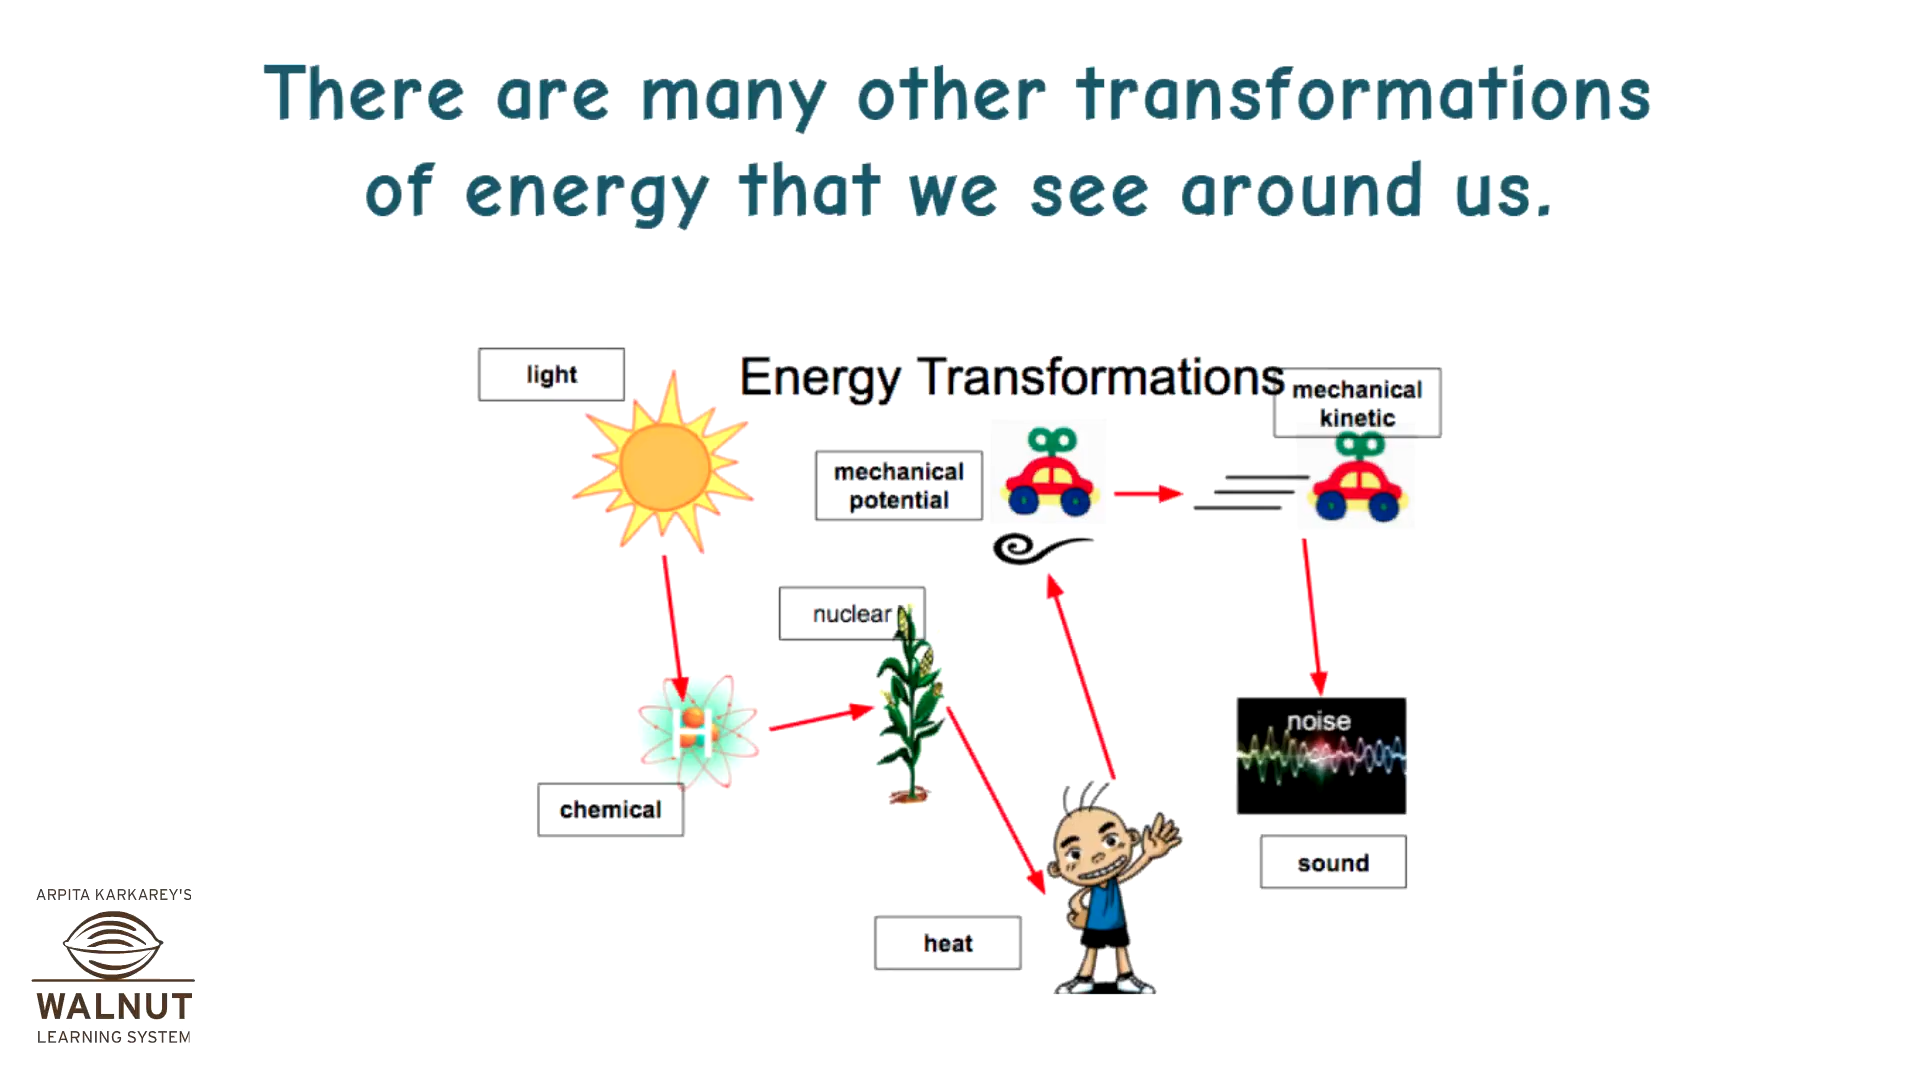 There are many other transformations
of energy that we see around us.
Energy Transformations
light
mechanical
kinetic
mechanical
potential
nuclear
H
noise
chemical
sound
heat
ARPITA KARKAREY'S
WALNUT
LEARNING SYSTEM